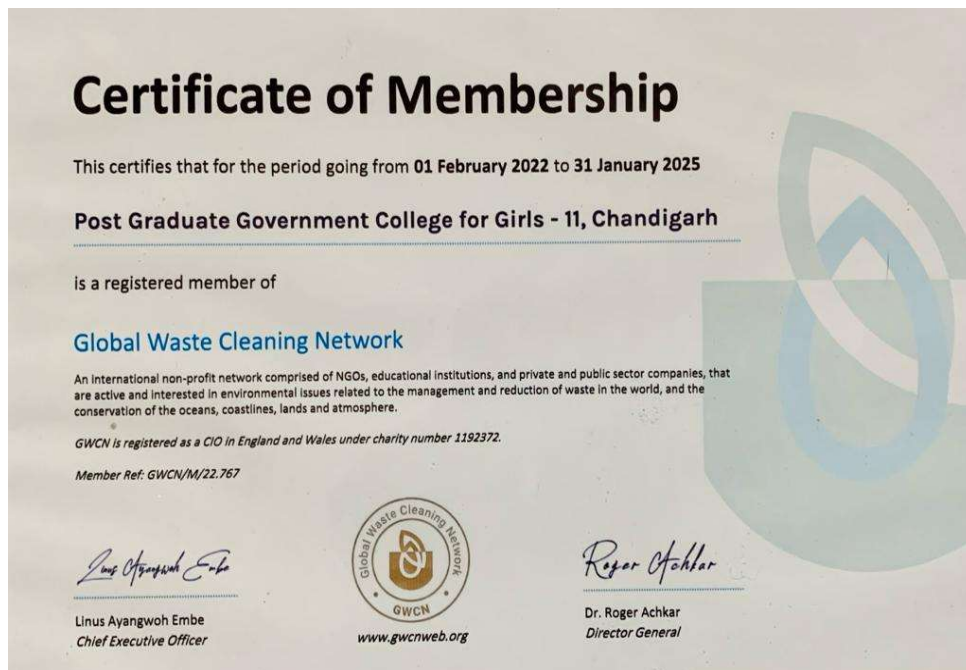 Certificate of Membership
This certifies that for the period going from 01 February 2022 to 31 January 2025
Post Graduate Government College for Girls - 11, Chandigarh
is a registered member of
Global Waste Cleaning Network
An international non-profit network comprised of NGOs, educational institutions, and private and public sector companies, that
are active and interested in environmental issues related to the management and reduction of waste in the world, and the
conservation of the oceans, coastlines, lands and atmosphere.
GWCN is registered as a CIO in England and Wales under charity number 1192372.
Member Ref: GWCN/M/22.767
Linus Ayangwoh Embe
Roger Achkar
Global Waste Cleaning Network
GWCN
Linus Ayangwoh Embe
Chief Executive Officer
www.gwcnweb.org
Dr. Roger Achkar
Director General